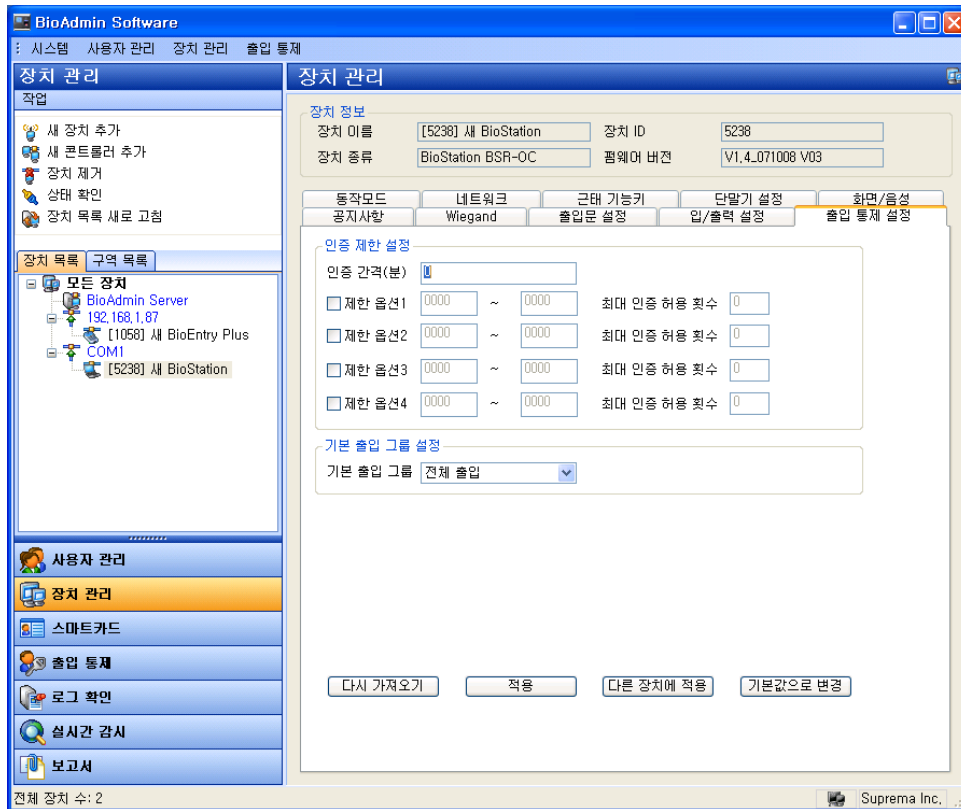 BioAdmin Software
시스템 사용자 관리 장치 관리 출입 통제
장치 관리
작업
새 장치 추가
새 콘트롤러 추가
장치 제거
상태 확인
장치 목록 새로 고침
장치 목록 구역 목록
모든 장치
BioAdmin Server
192.168.1.87
[1058] 새 BioEntry Plus
COM1
[5238] 새 BioStation
사용자 관리
장치 관리
스마트카드
출입 통제
로그 확인
실시간 감시
보고서
장치 관리
장치 정보
장치 이름 [5238] 새 BioStation 장치 ID 5238
장치 종류 BioStation BSR-OC 펌웨어 버전 V1.4_071008 V03
동작모드 네트워크 근태 기능키 단말기 설정 화면/음성
공지사항 Wiegand 출입문 설정 입/출력 설정 출입 통제 설정
인증 제한 설정
인증 간격(분) 0
제한 옵션1 0000 ~ 0000 최대 인증 허용 횟수 0
제한 옵션2 0000 ~ 0000 최대 인증 허용 횟수 0
제한 옵션3 0000 ~ 0000 최대 인증 허용 횟수 0
제한 옵션4 0000 ~ 0000 최대 인증 허용 횟수 0
기본 출입 그룹 설정
기본 출입 그룹 전체 출입
다시 가져오기 적용 다른 장치에 적용 기본값으로 변경
전체 장치 수: 2 Suprema Inc.